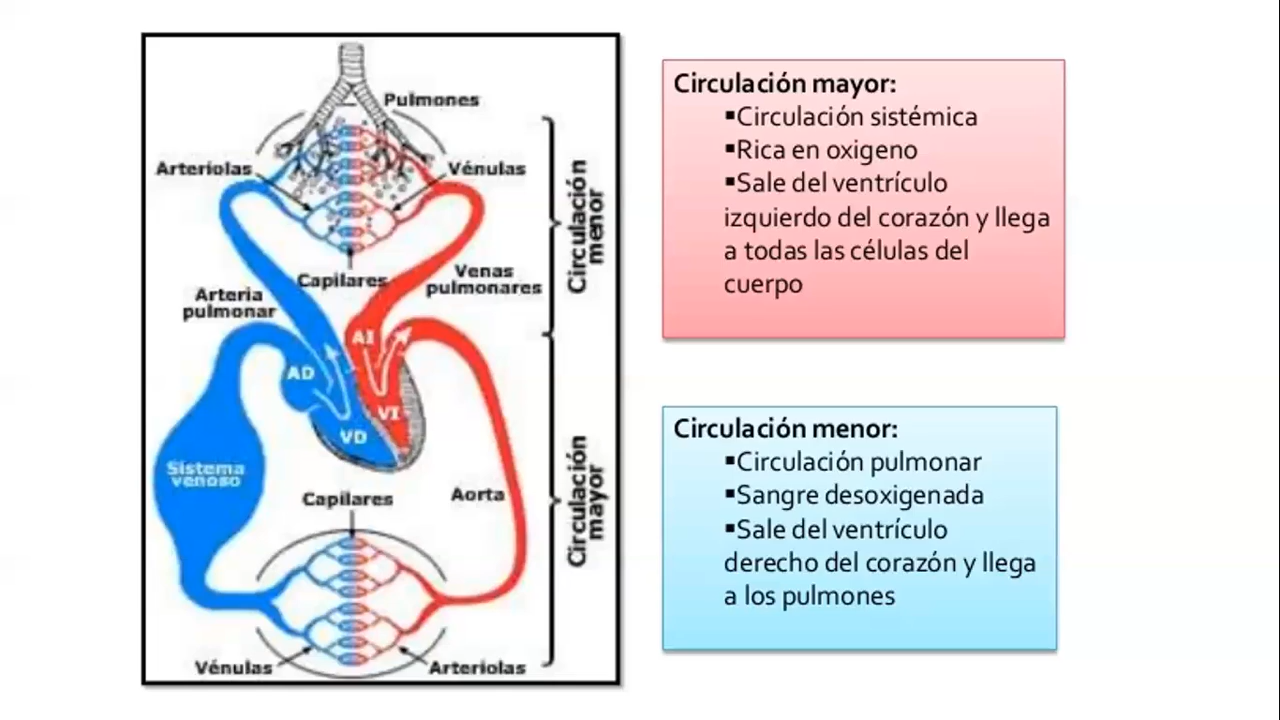 Pulmones
Arteríolas
Vénulas
Capilares
Venas
pulmonares
Arteria
pulmonar
Circulación
menor
AI
AD
VI
VD
Sistema
venoso
Capilares
Aorta
Circulación
mayor
Vénulas
Arteríolas
Circulación mayor:
▪Circulación sistémica
▪Rica en oxigeno
▪Sale del ventrículo
izquierdo del corazón y llega
a todas las células del
cuerpo
Circulación menor:
▪Circulación pulmonar
▪Sangre desoxigenada
▪Sale del ventrículo
derecho del corazón y llega
a los pulmones